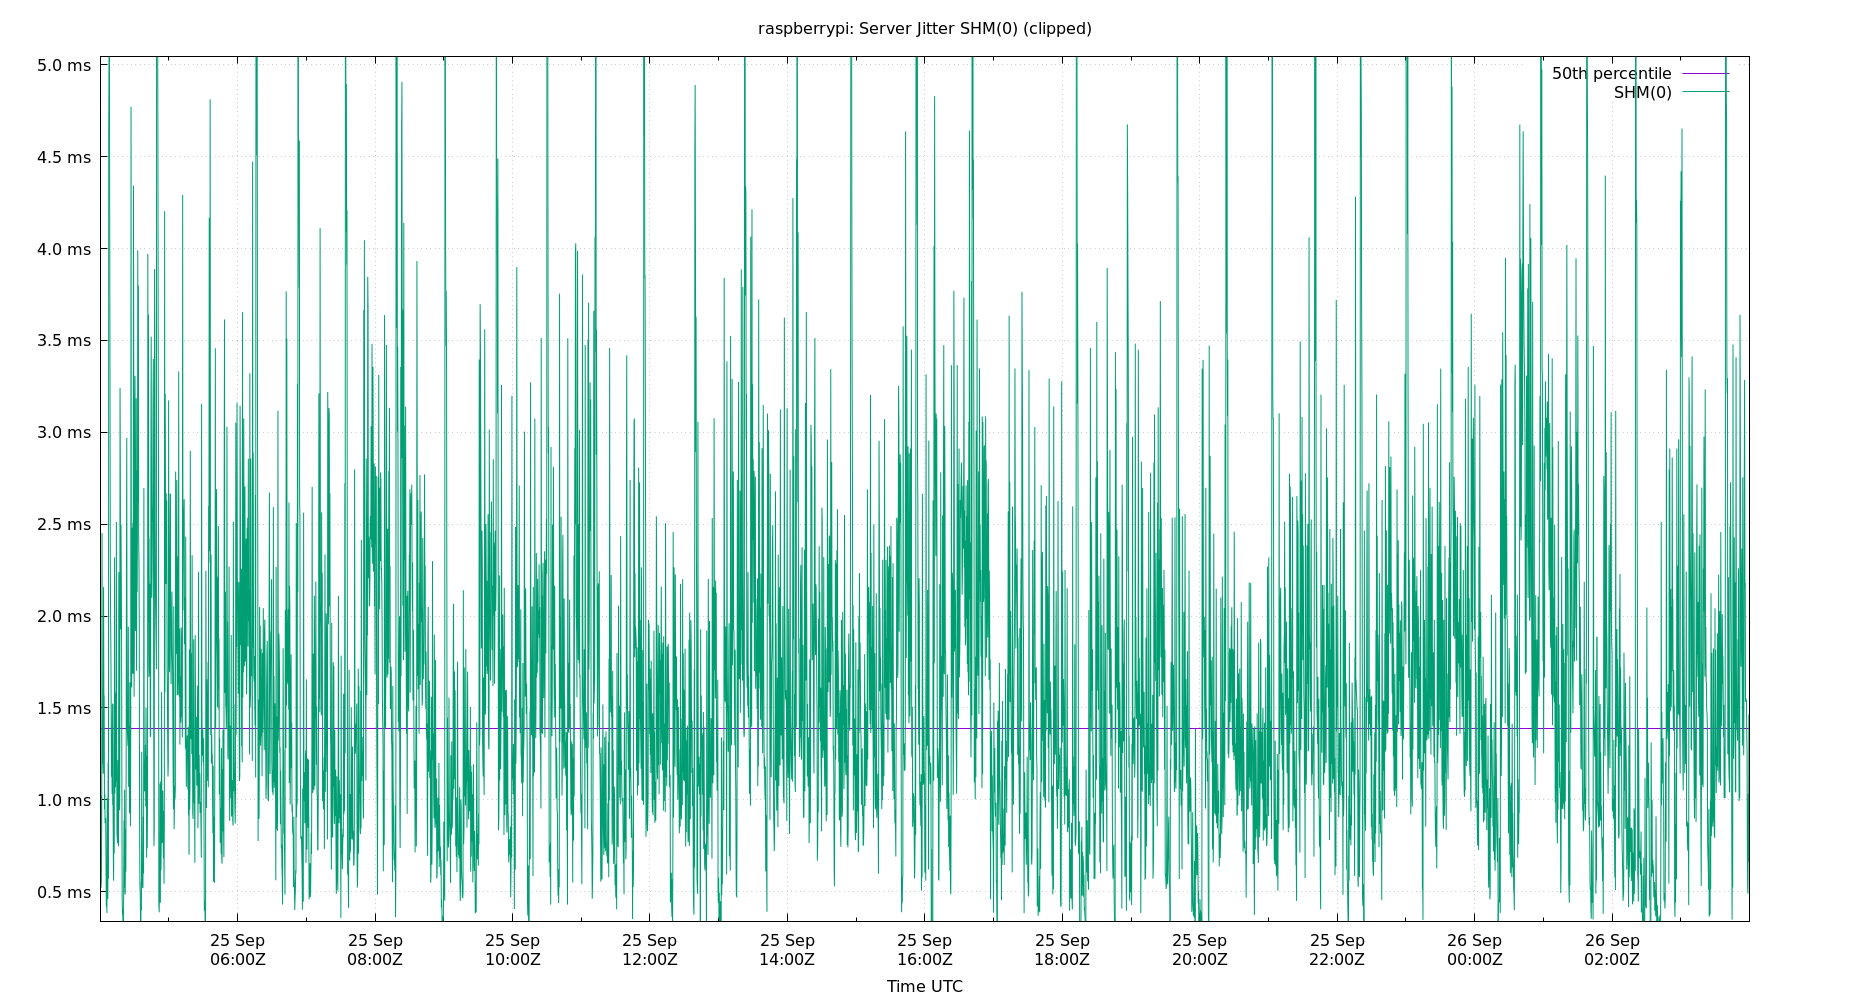 raspberrypi: Server Jitter SHM(0) (clipped)
5.0 ms
4.5 ms
4.0 ms
3.5 ms
3.0 ms
2.5 ms
2.0 ms
1.5 ms
1.0 ms
0.5 ms
50th percentile
SHM(0)
25 Sep 25 Sep 25 Sep 25 Sep 25 Sep 25 Sep 25 Sep 25 Sep 25 Sep 26 Sep 26 Sep
06:00Z 08:00Z 10:00Z 12:00Z 14:00Z 16:00Z 18:00Z 20:00Z 22:00Z 00:00Z 02:00Z
Time UTC